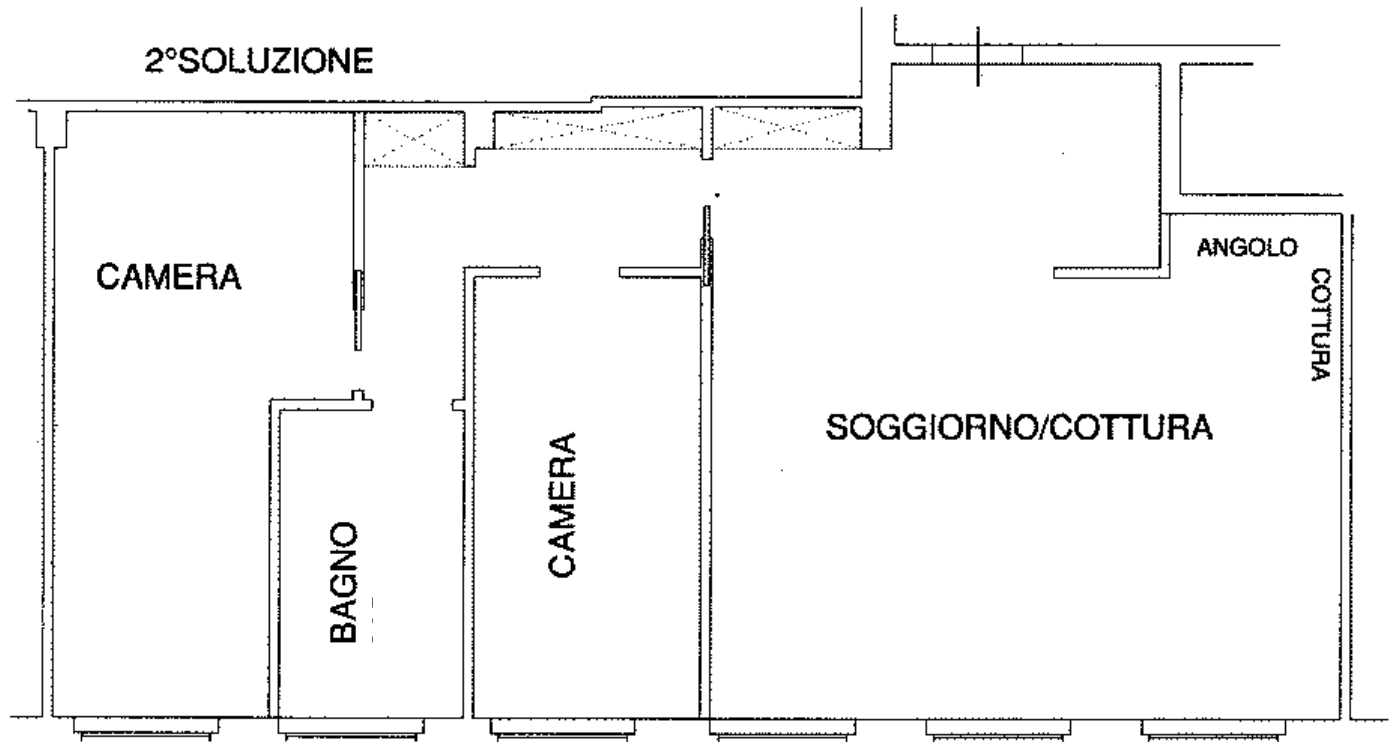 2°SOLUZIONE
CAMERA
ANGOLO
COTTURA
SOGGIORNO/COTTURA
CAMERA
BAGNO